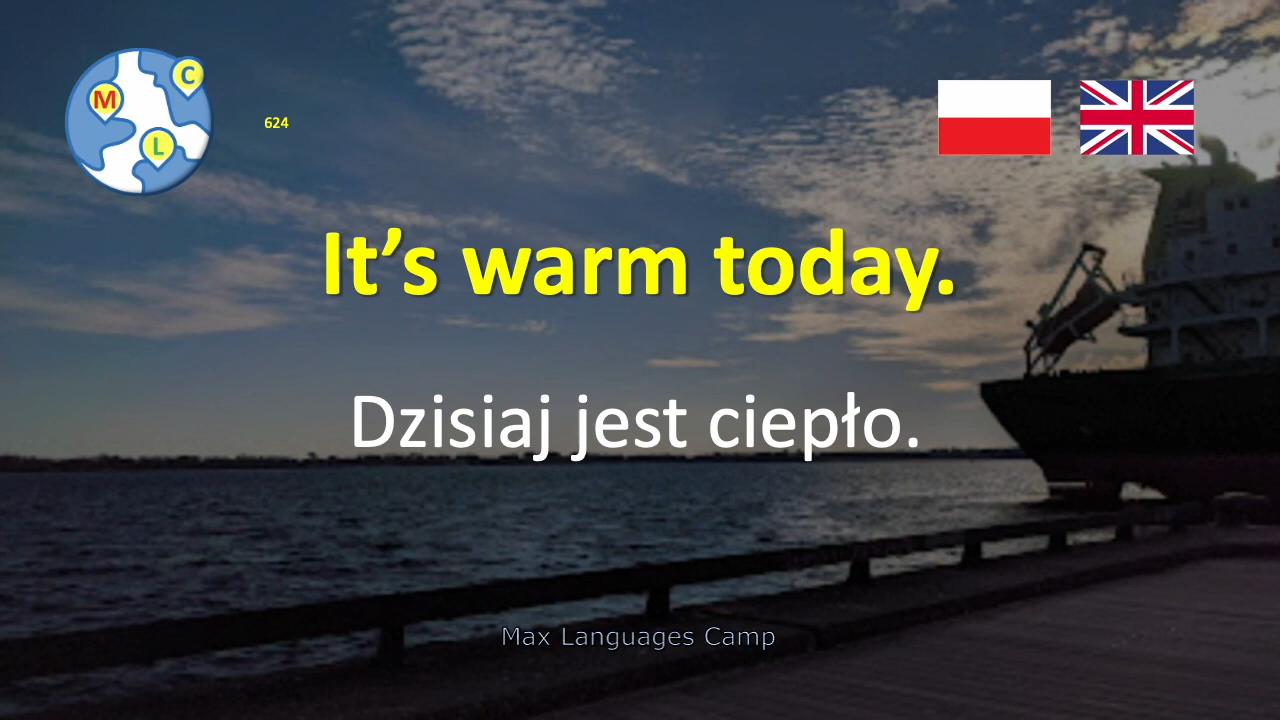 C
M
L
624
It’s warm today.
Dzisiaj jest ciepło.
Max Languages Camp